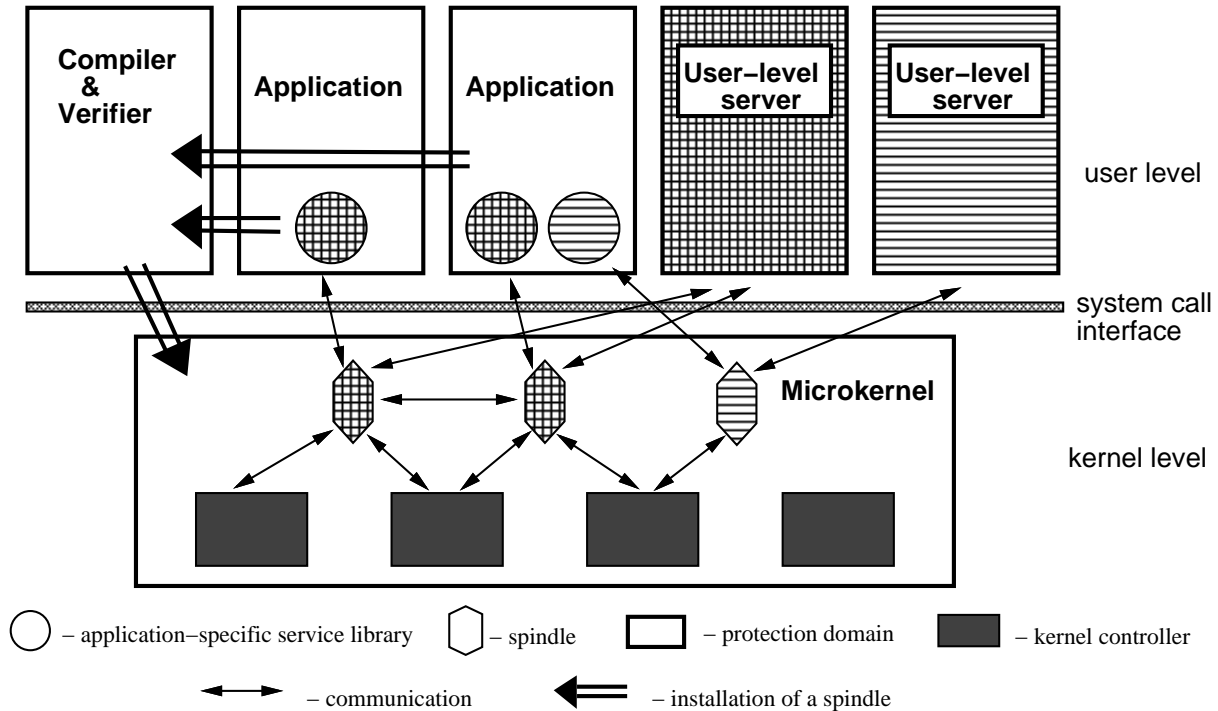 Compiler
&
Verifier
Application
Application
User−level
server
User−level
server
user level
system call
interface
Microkernel
kernel level
− application−specific service library
− spindle
− protection domain
− kernel controller
− communication
− installation of a spindle